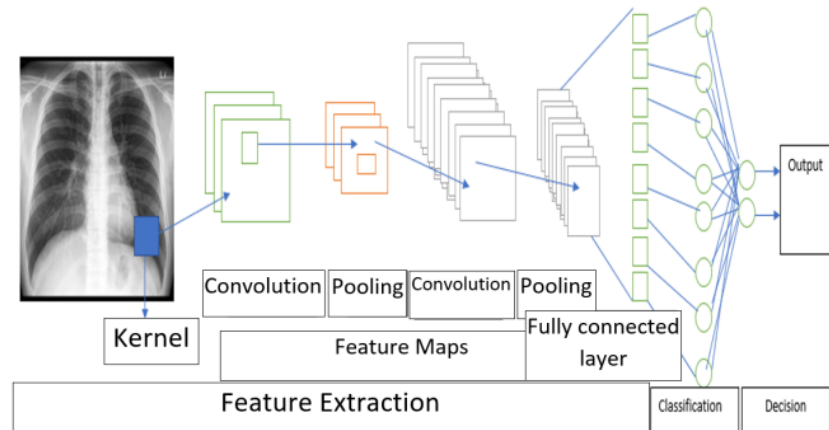 Output
Convolution
Pooling
Convolution
Pooling
Kernel
Feature Maps
Fully connected
layer
Feature Extraction
Classification
Decision